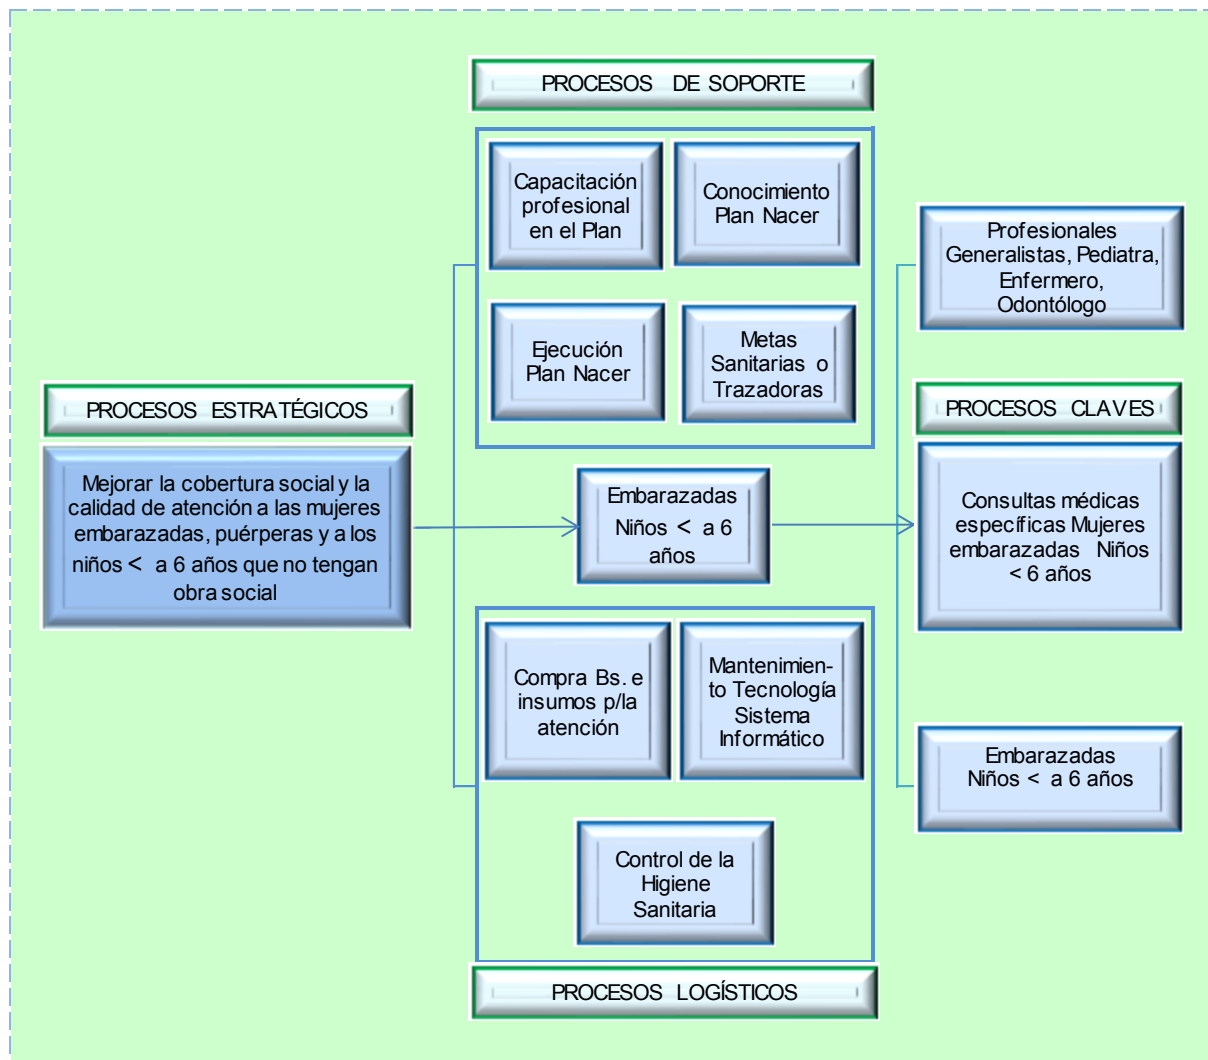 PROCESOS DE SOPORTE
Capacitación
profesional
en el Plan
Conocimiento
Plan Nacer
Ejecución
Plan Nacer
Metas
Sanitarias o
Trazadoras
PROCESOS ESTRATÉGICOS
Mejorar la cobertura social y la
calidad de atención a las mujeres
embarazadas, puérperas y a los
niños < a 6 años que no tengan
obra social
Embarazadas
Niños < a 6
años
Profesionales
Generalistas, Pediatra,
Enfermero,
Odontólogo
PROCESOS CLAVES
Consultas médicas
específicas Mujeres
embarazadas Niños
< 6 años
Embarazadas
Niños < a 6 años
Compra Bs. e
insumos p/la
atención
Mantenimien-
to Tecnología
Sistema
Informático
Control de la
Higiene
Sanitaria
PROCESOS LOGÍSTICOS